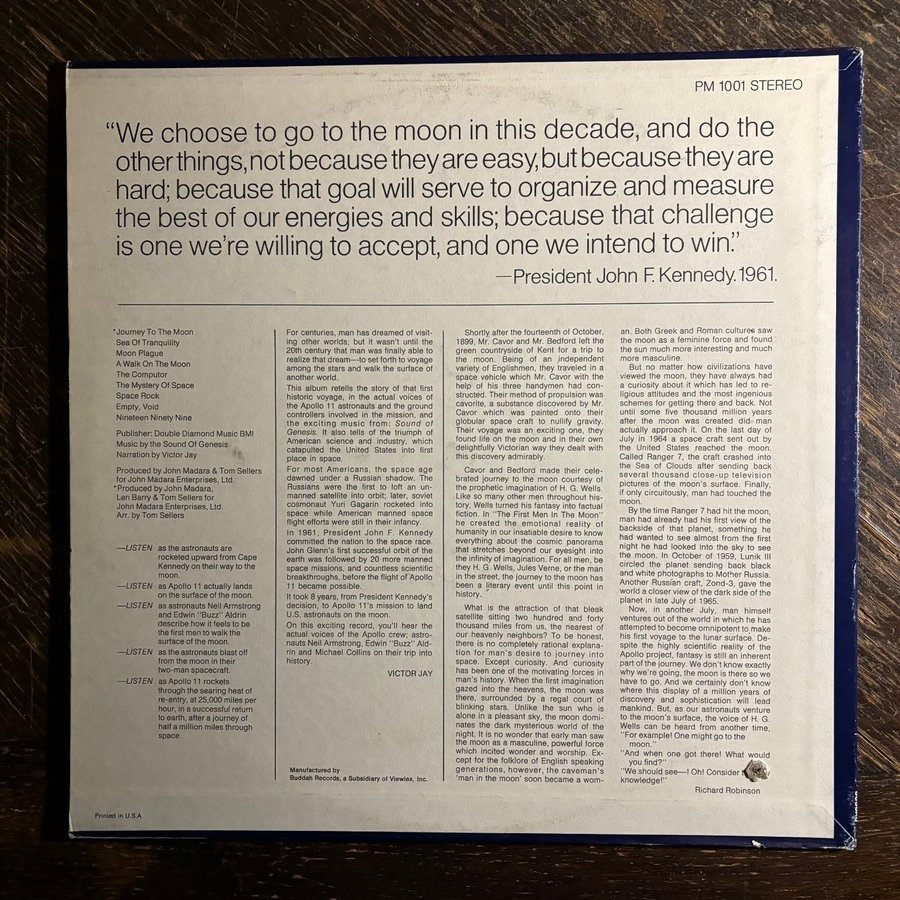 PM 1001 STEREO
“We choose to go to the moon in this decade, and do the
other things, not because they are easy, but because they are
hard; because that goal will serve to organize and measure
the best of our energies and skills; because that challenge
is one we’re willing to accept, and one we intend to win.”
—President John F. Kennedy. 1961.
*Journey To The Moon
Sea Of Tranquility
Moon Plague
A Walk On The Moon
The Computor
The Mystery Of Space
Space Rock
Empty, Void
Nineteen Ninety Nine
Publisher: Double Diamond Music BMI
Music by the Sound Of Genesis
Narration by Victor Jay
Produced by John Madara & Tom Sellers
for John Madara Enterprises, Ltd.
*Produced by John Madara,
Len Barry & Tom Sellers for
John Madara Enterprises, Ltd.
Arr. by Tom Sellers
—LISTEN as the astronauts are
rocketed upward from Cape
Kennedy on their way to the
moon.
—LISTEN as Apollo 11 actually lands
on the surface of the moon.
—LISTEN as astronauts Neil Armstrong
and Edwin “Buzz” Aldrin
describe how it feels to be
the first men to walk the
surface of the moon.
—LISTEN as the astronauts blast off
from the moon in their
two-man spacecraft.
—LISTEN as Apollo 11 rockets
through the searing heat of
re-entry, at 25,000 miles per
hour, in a successful return
to earth, after a journey of
half a million miles through
space.
Printed in U.S.A.
For centuries, man has dreamed of visit-
ing other worlds; but it wasn’t until the
20th century that man was finally able to
realize that dream—to set forth to voyage
among the stars and walk the surface of
another world.
This album retells the story of that first
historic voyage, in the actual voices of
the Apollo 11 astronauts and the ground
controllers involved in the mission, and
the exciting music from: Sound of
Genesis. It also tells of the triumph of
American science and industry, which
catapulted the United States into first
place in space.
For most Americans, the space age
dawned under a Russian shadow. The
Russians were the first to loft an un-
manned satellite into orbit; later, soviet
cosmonaut Yuri Gagarin rocketed into
space while American manned space
flight efforts were still in their infancy.
In 1961, President John F. Kennedy
committed the nation to the space race.
John Glenn’s first successful orbit of the
earth was followed by 20 more manned
space missions, and countless scientific
breakthroughs, before the flight of Apollo
11 became possible.
It took 8 years, from President Kennedy’s
decision, to Apollo 11’s mission to land
U.S. astronauts on the moon.
On this exciting record, you’ll hear the
actual voices of the Apollo crew; astro-
nauts Neil Armstrong, Edwin “Buzz” Ald-
rin and Michael Collins on their trip into
history.
VICTOR JAY
Manufactured by
Buddah Records, a Subsidiary of Viewlex, Inc.
Shortly after the fourteenth of October,
1899, Mr. Cavor and Mr. Bedford left the
green countryside of Kent for a trip to
the moon. Being of an independent
variety of Englishmen, they traveled in a
space vehicle which Mr. Cavor with the
help of his three handymen had con-
structed. Their method of propulsion was
cavorite, a substance discovered by Mr.
Cavor which was painted onto their
globular space craft to nullify gravity.
Their voyage was an exciting one, they
found life on the moon and in their own
delightfully Victorian way they dealt with
this discovery admirably.
Cavor and Bedford made their cele-
brated journey to the moon courtesy of
the prophetic imagination of H. G. Wells.
Like so many other men throughout his-
tory, Wells turned his fantasy into factual
fiction. In “The First Men In The Moon”
he created the emotional reality of
humanity in our insatiable desire to know
everything about the cosmic panorama
that stretches beyond our eyesight into
the infinity of imagination. For all men, be
they H. G. Wells, Jules Verne, or the man
in the street, the journey to the moon has
been a literary event until this point in
history.
What is the attraction of that bleak
satellite sitting two hundred and forty
thousand miles from us, the nearest of
our heavenly neighbors? To be honest,
there is no completely rational explana-
tion for man’s desire to journey into
space. Except curiosity. And curiosity
has been one of the motivating forces in
man’s history. When the first imagination
gazed into the heavens, the moon was
there, surrounded by a regal court of
blinking stars. Unlike the sun who is
alone in a pleasant sky, the moon domi-
nates the dark mysterious world of the
night. It is no wonder that early man saw
the moon as a masculine, powerful force
which incited wonder and worship. Ex-
cept for the folklore of English speaking
generations, however, the caveman’s
‘man in the moon’ soon became a wom-
an. Both Greek and Roman cultures saw
the moon as a feminine force and found
the sun much more interesting and much
more masculine.
But no matter how civilizations have
viewed the moon, they have always had
a curiosity about it which has led to re-
ligious attitudes and the most ingenious
schemes for getting there and back. Not
until some five thousand million years
after the moon was created did man
actually approach it. On the last day of
July in 1964 a space craft sent out by
the United States reached the moon.
Called Ranger 7, the craft crashed into
the Sea of Clouds after sending back
several thousand close-up television
pictures of the moon’s surface. Finally,
if only circuitously, man had touched the
moon.
By the time Ranger 7 had hit the moon,
man had already had his first view of the
backside of that planet, something he
had wanted to see almost from the first
night he had looked into the sky to see
the moon. In October of 1959, Lunik III
circled the planet sending back black
and white photographs to Mother Russia.
Another Russian craft, Zond-3, gave the
world a closer view of the dark side of the
planet in late July of 1965.
Now, in another July, man himself
ventures out of the world in which he has
attempted to become omnipotent to make
his first voyage to the lunar surface. De-
spite the highly scientific reality of the
Apollo project, fantasy is still an inherent
part of the journey. We don’t know exactly
why we’re going, the moon is there so we
have to go. And we certainly don’t know
where this display of a million years of
discovery and sophistication will lead
mankind. But, as our astronauts venture
to the moon’s surface, the voice of H. G.
Wells can be heard from another time,
“For example! One might go to the
moon.”
“And when one got there! What would
you find?”
“We should see—! Oh! Consider
knowledge!”
Richard Robinson